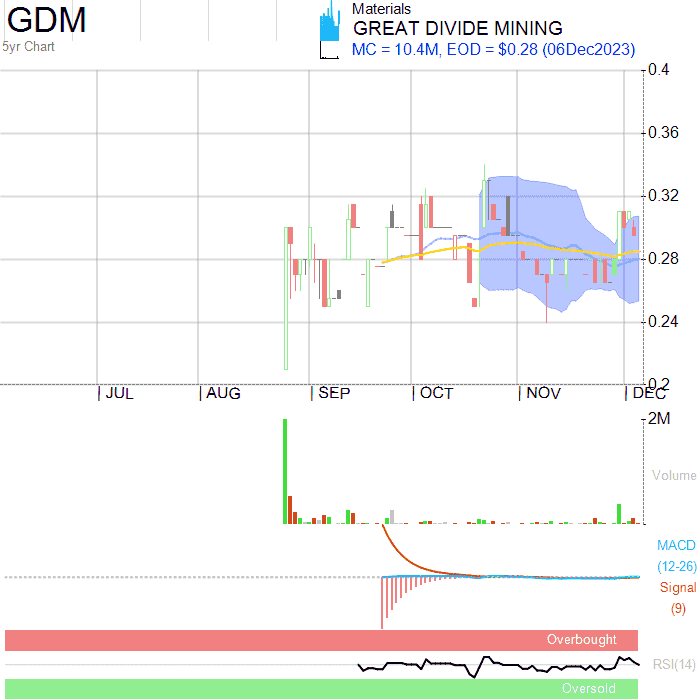 GDM
5yr Chart
Materials
GREAT DIVIDE MINING
MC = 10.4M, EOD = $0.28 (06Dec2023)
0.4
0.36
0.32
0.28
0.24
0.2
JUL AUG SEP OCT NOV DEC
2M
Volume
MACD
(12-26)
Signal
(9)
Overbought
RSI(14)
Oversold